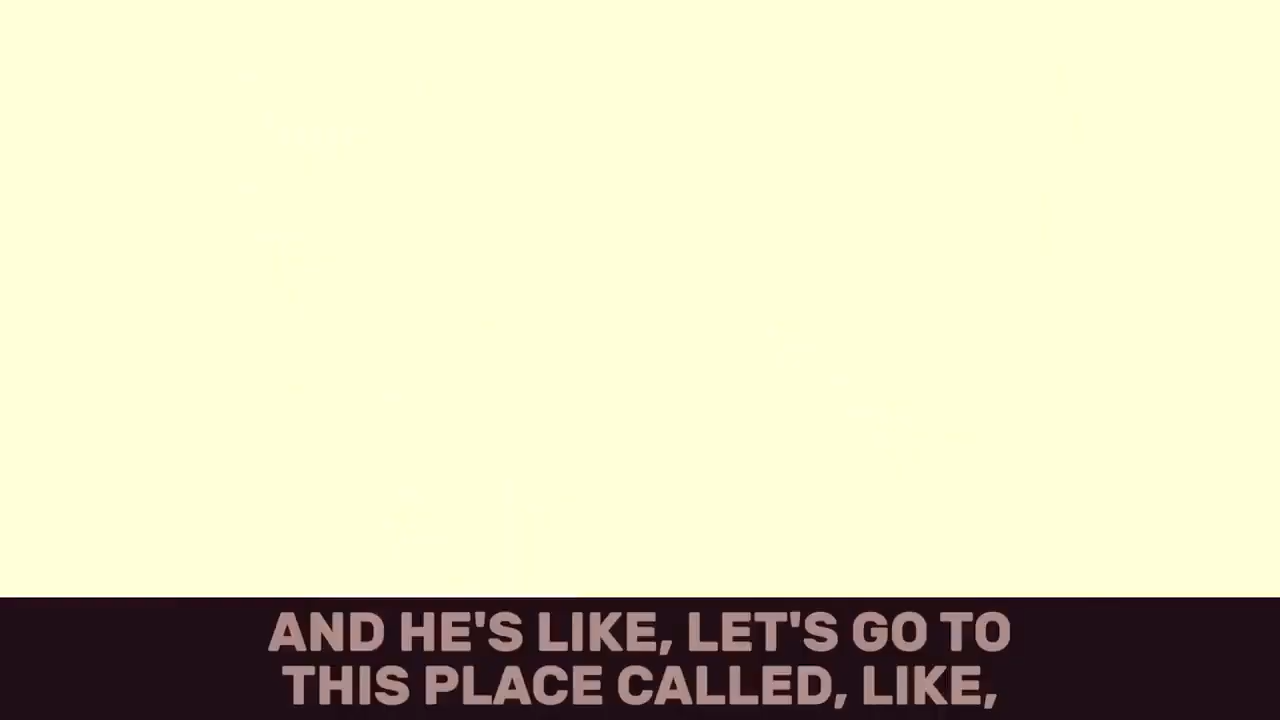 AND HE'S LIKE, LET'S GO TO
THIS PLACE CALLED, LIKE,